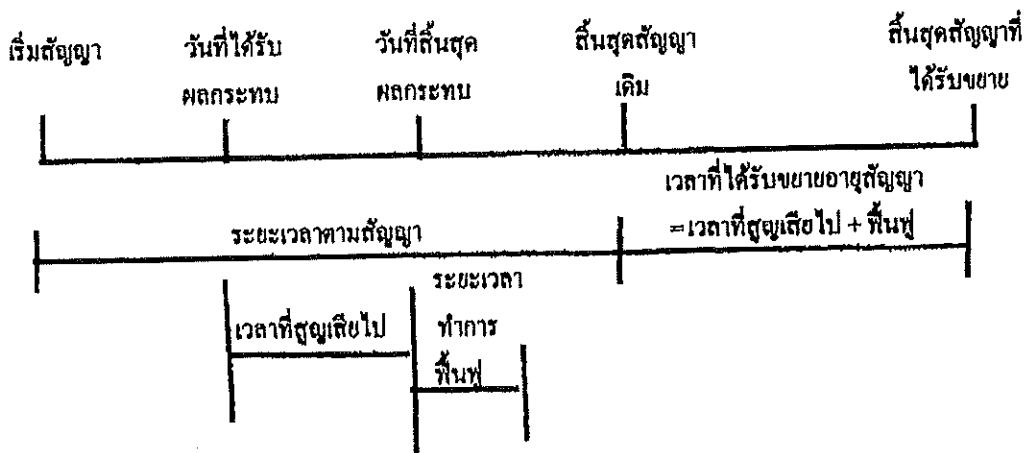 เริ่มสัญญา
วันที่ได้รับ
ผลกระทบ
วันที่สิ้นสุด
ผลกระทบ
สิ้นสุดสัญญา
เดิม
สิ้นสุดสัญญาที่
ได้รับขยาย
เวลาที่ได้รับขยายอายุสัญญา
=เวลาที่สูญเสียไป + ฟื้นฟู
ระยะเวลาตามสัญญา
เวลาที่สูญเสียไป
ระยะเวลา
ทำการ
ฟื้นฟู